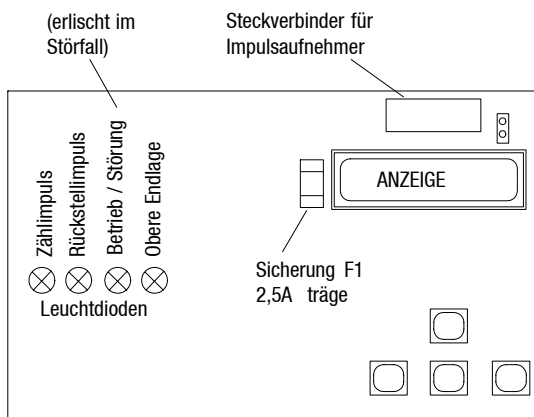 (erlischt im
Störfall)
Steckverbinder für
Impulsaufnehmer
Zählimpuls
Rückstellimpuls
Betrieb / Störung
Obere Endlage
ANZEIGE
Sicherung F1
2,5A träge
Leuchtdioden